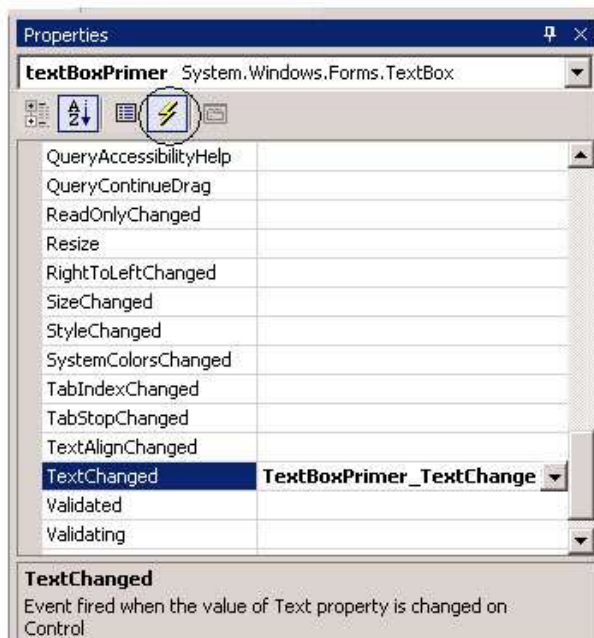 Properties
textBoxPrimer System.Windows.Forms.TextBox
QueryAccessibilityHelp
QueryContinueDrag
ReadOnlyChanged
Resize
RightToLeftChanged
SizeChanged
StyleChanged
SystemColorsChanged
TabIndexChanged
TabStopChanged
TextAlignChanged
TextChanged TextBoxPrimer_TextChange
Validated
Validating
TextChanged
Event fired when the value of Text property is changed on
Control